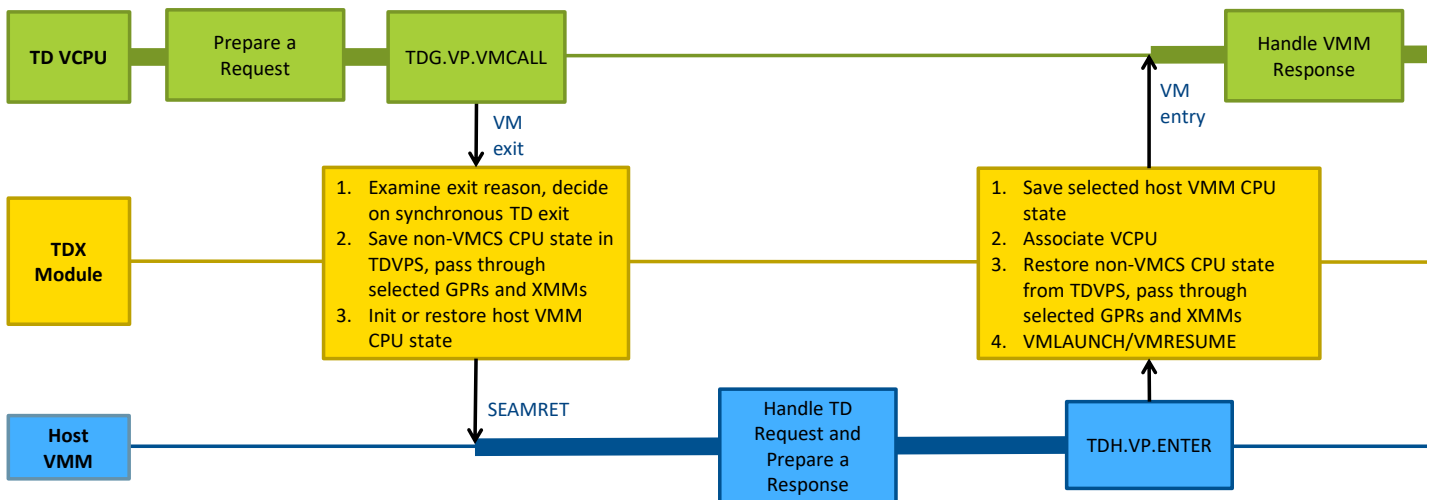 TD VCPU
Prepare a
Request
TDG.VP.VMCALL
Handle VMM
Response
VM
exit
VM
entry
TDX
Module
1. Examine exit reason, decide
on synchronous TD exit
2. Save non-VMCS CPU state in
TDVPS, pass through
selected GPRs and XMMs
3. Init or restore host VMM
CPU state
1. Save selected host VMM CPU
state
2. Associate VCPU
3. Restore non-VMCS CPU state
from TDVPS, pass through
selected GPRs and XMMs
4. VMLAUNCH/VMRESUME
SEAMRET
Host
VMM
Handle TD
Request and
Prepare a
Response
TDH.VP.ENTER